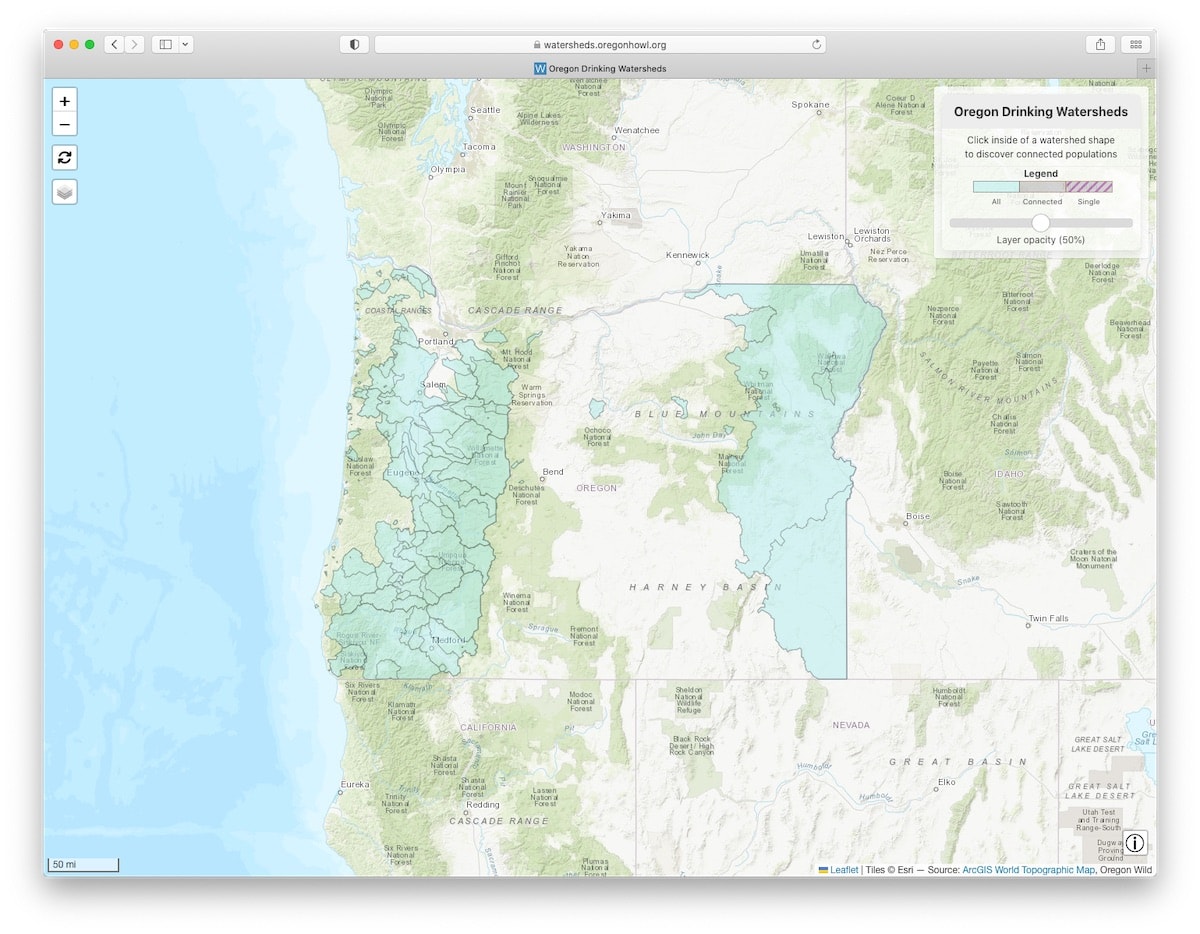 watersheds.oregonhowl.org
W Oregon Drinking Watersheds
+
−
Oregon Drinking Watersheds
Click inside of a watershed shape
to discover connected populations
Legend
All
Connected
Single
Layer opacity (50%)
OLYMPIC MOUNTAINS
Olympic
National
Park
Olympic
National
Forest
Seattle
Tacoma
Olympia
Alpine Lakes
Wilderness
Wenatchee
National
Forest
Wenatchee
WASHINGTON
Spokane
Coeur D
Alene National
Forest
National
Mount
Rainier
National
Park
Snoqualmie
National
Forest
Yakima
Yakama
Nation
Reservation
Gifford
Pinchot
National
Forest
Kennewick
Snake
Lewiston
Lewiston
Orchards
Umatilla
National
Forest
Nez Perce
Reservation
Deerlodge
National
Forest
Bitterroot
National
Forest
Nezperce
National
Forest
Beaverhead
National
Forest
COASTAL RANGES
CASCADE RANGE
Portland
Mt Hood
National
Forest
Salem
Warm
Springs
Reservation
Wallowa
National
Forest
Whitman
National
Forest
Payette
National
Forest
Salmon
National
Forest
SALMON RIVER MOUNTAINS
BLUE MOUNTAINS
Challis
National
Forest
Ochoco
National
Forest
John Day
Willamette
National
Forest
Siuslaw
National
Forest
Eugene
Malheur
National
Forest
Salmon
Bend
Deschutes
National
Forest
OREGON
Boise
National
Forest
IDAHO
Sawtooth
National
Forest
Boise
Craters of the
Moon National
Monument
Umpqua
National
Forest
HARNEY BASIN
Snake
Winema
National
Forest
Twin Falls
Sprague
Fremont
National
Forest
Medford
Six Rivers
National
Forest
Klamath
Klamath
National
Forest
Modoc
National
Forest
Sheldon
National
Wildlife
Refuge
Humboldt
National
Forest
CALIFORNIA
Pit
NEVADA
Sacramento
Black Rock
Desert / High
Rock Canyon
GREAT SALT
LAKE DESERT
Shasta
National
Forest
Humboldt
GREAT BASIN
Eureka
Trinity
Trinity
National
Forest
Shasta
National
Forest
Lassen
National
Forest
Humboldt
Elko
GREAT SALT
LAKE DESERT
Redding
CASCADE RANGE
Utah Test
and Training
Range-South
Six Rivers
National
Forest
Plumas
National
Forest
Dugway
Proving
Ground
50 mi
Leaflet | Tiles © Esri — Source: ArcGIS World Topographic Map, Oregon Wild